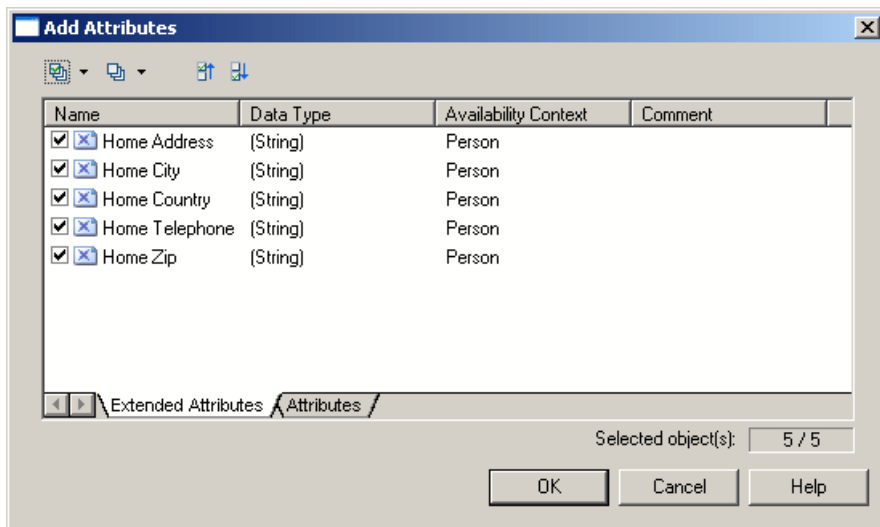 Add Attributes
Name Data Type Availability Context Comment
Home Address (String) Person
Home City (String) Person
Home Country (String) Person
Home Telephone (String) Person
Home Zip (String) Person
Extended Attributes Attributes
Selected object(s): 5 / 5
OK Cancel Help